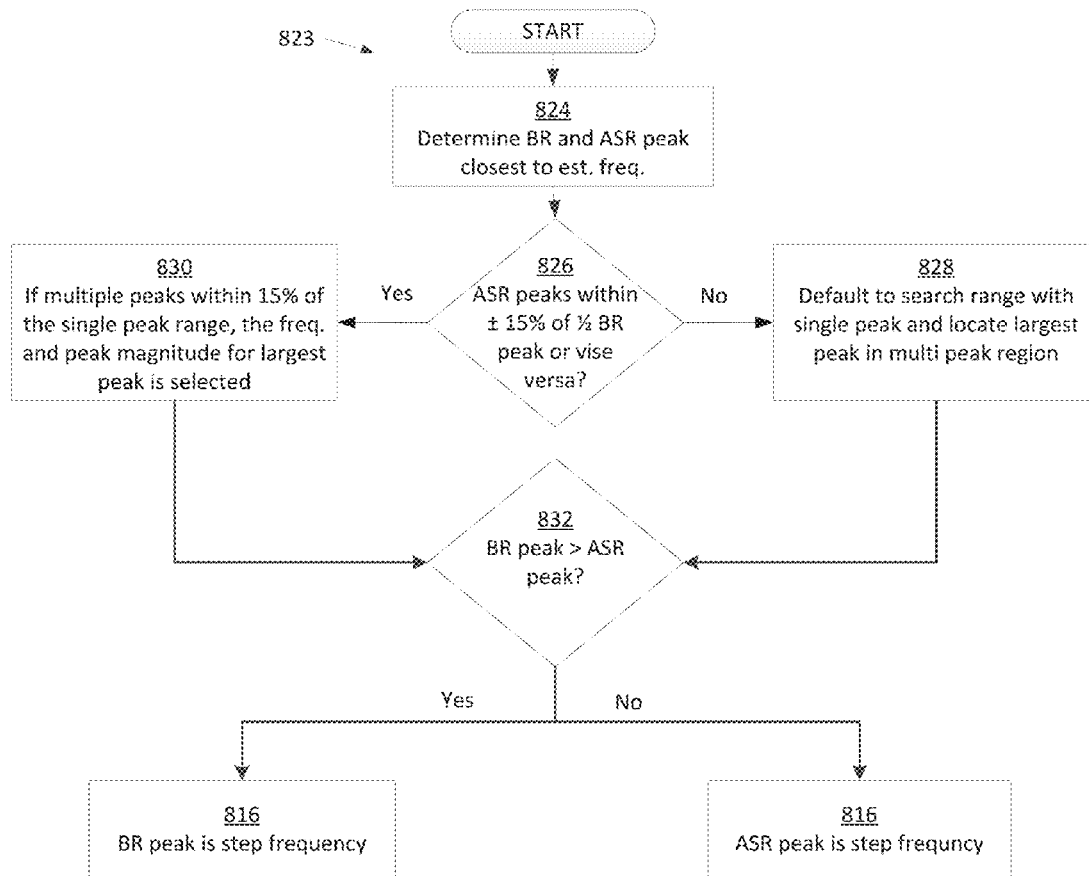 START
823
824
Determine BR and ASR peak
closest to est. freq.
830
If multiple peaks within 15% of
the single peak range, the freq.
and peak magnitude for largest
peak is selected
Yes
826
ASR peaks within
± 15% of ½ BR
peak or vise
versa?
No
828
Default to search range with
single peak and locate largest
peak in multi peak region
832
BR peak > ASR
peak?
Yes
No
816
BR peak is step frequency
816
ASR peak is step frequncy